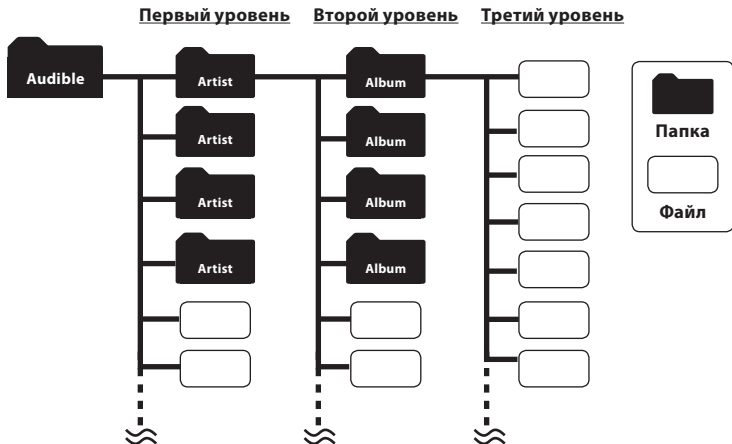 Первый уровень Второй уровень Третий уровень
Audible Artist Album
Artist Album
Artist Album
Artist Album
Папка
Файл